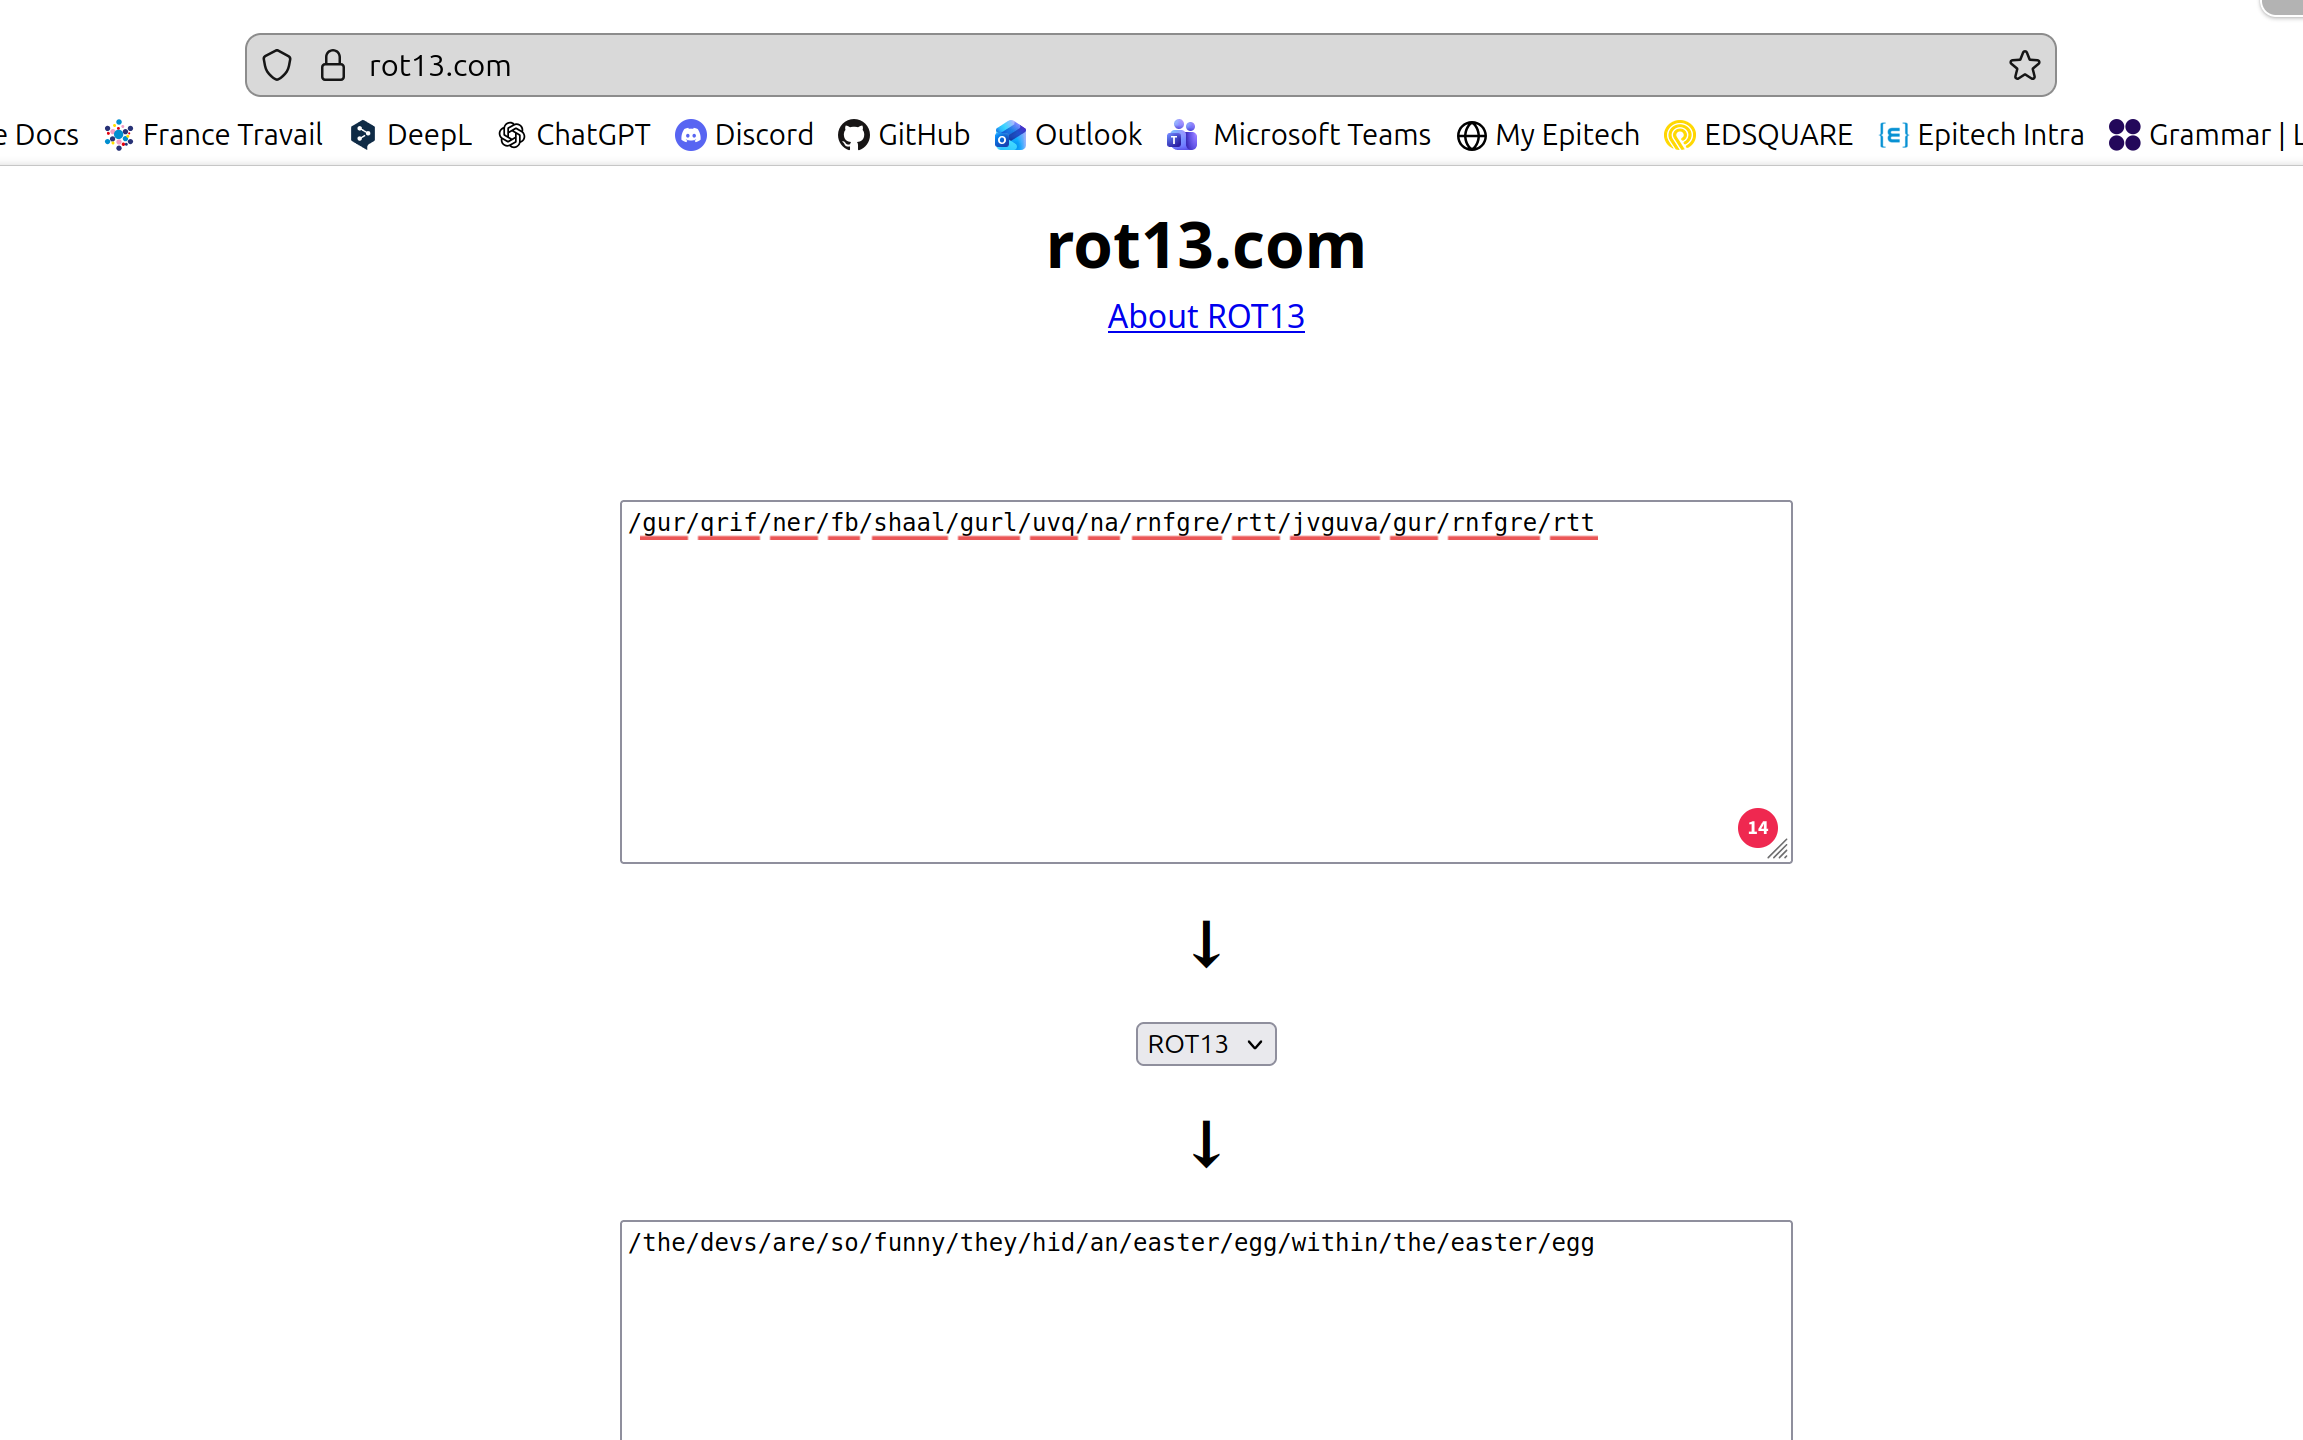 rot13.com
e Docs France Travail DeepL ChatGPT Discord GitHub Outlook Microsoft Teams My Epitech EDSQUARE {ε} Epitech Intra Grammar | L
rot13.com
About ROT13
/gur/qrif/ner/fb/shaal/gurl/uvq/na/rnfgre/rtt/jvguva/gur/rnfgre/rtt
14
ROT13
/the/devs/are/so/funny/they/hid/an/easter/egg/within/the/easter/egg